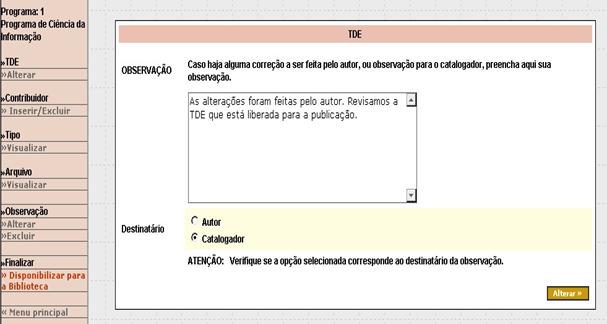 Programa: 1
Programa de Ciência da
Informação
»TDE
»Alterar
»Contribuidor
» Inserir/Excluir
»Tipo
»Visualizar
»Arquivo
»Visualizar
»Observação
»Alterar
»Excluir
»Finalizar
» Disponibilizar para
a Biblioteca
« Menu principal
TDE
OBSERVAÇÃO
Caso haja alguma correção a ser feita pelo autor, ou observação para o catalogador, preencha aqui sua
observação.
As alterações foram feitas pelo autor. Revisamos a
TDE que está liberada para a publicação.
Destinatário
Autor
Catalogador
ATENÇÃO: Verifique se a opção selecionada corresponde ao destinatário da observação.
Alterar »